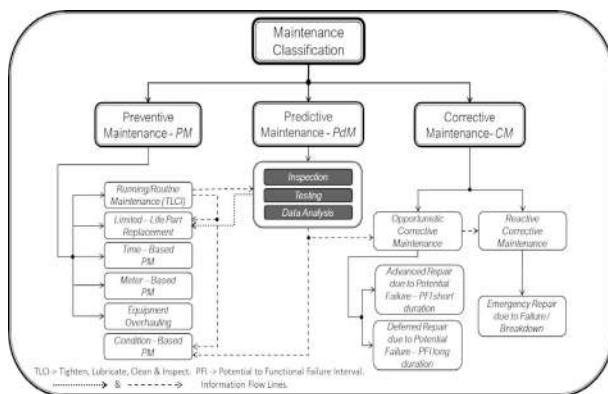 Maintenance
Classification
Preventive
Maintenance - PM
Predictive
Maintenance - PdM
Corrective
Maintenance- CM
Running/Routine
Maintenance (TLCI)
Limited - Life Part
Replacement
Time - Based
PM
Meter - Based
PM
Equipment
Overhauling
Condition - Based
PM
Inspection
Testing
Data Analysis
Opportunistic
Corrective
Maintenance
Reactive
Corrective
Maintenance
Advanced Repair
due to Potential
Failure - PFI short
duration
Deferred Repair
due to Potential
Failure - PFI long
duration
Emergency Repair
due to Failure /
Breakdown
TLCI -> Tighten, Lubricate, Clean & Inspect. PFI -> Potential to Functional Failure Interval.
& Information Flow Lines.